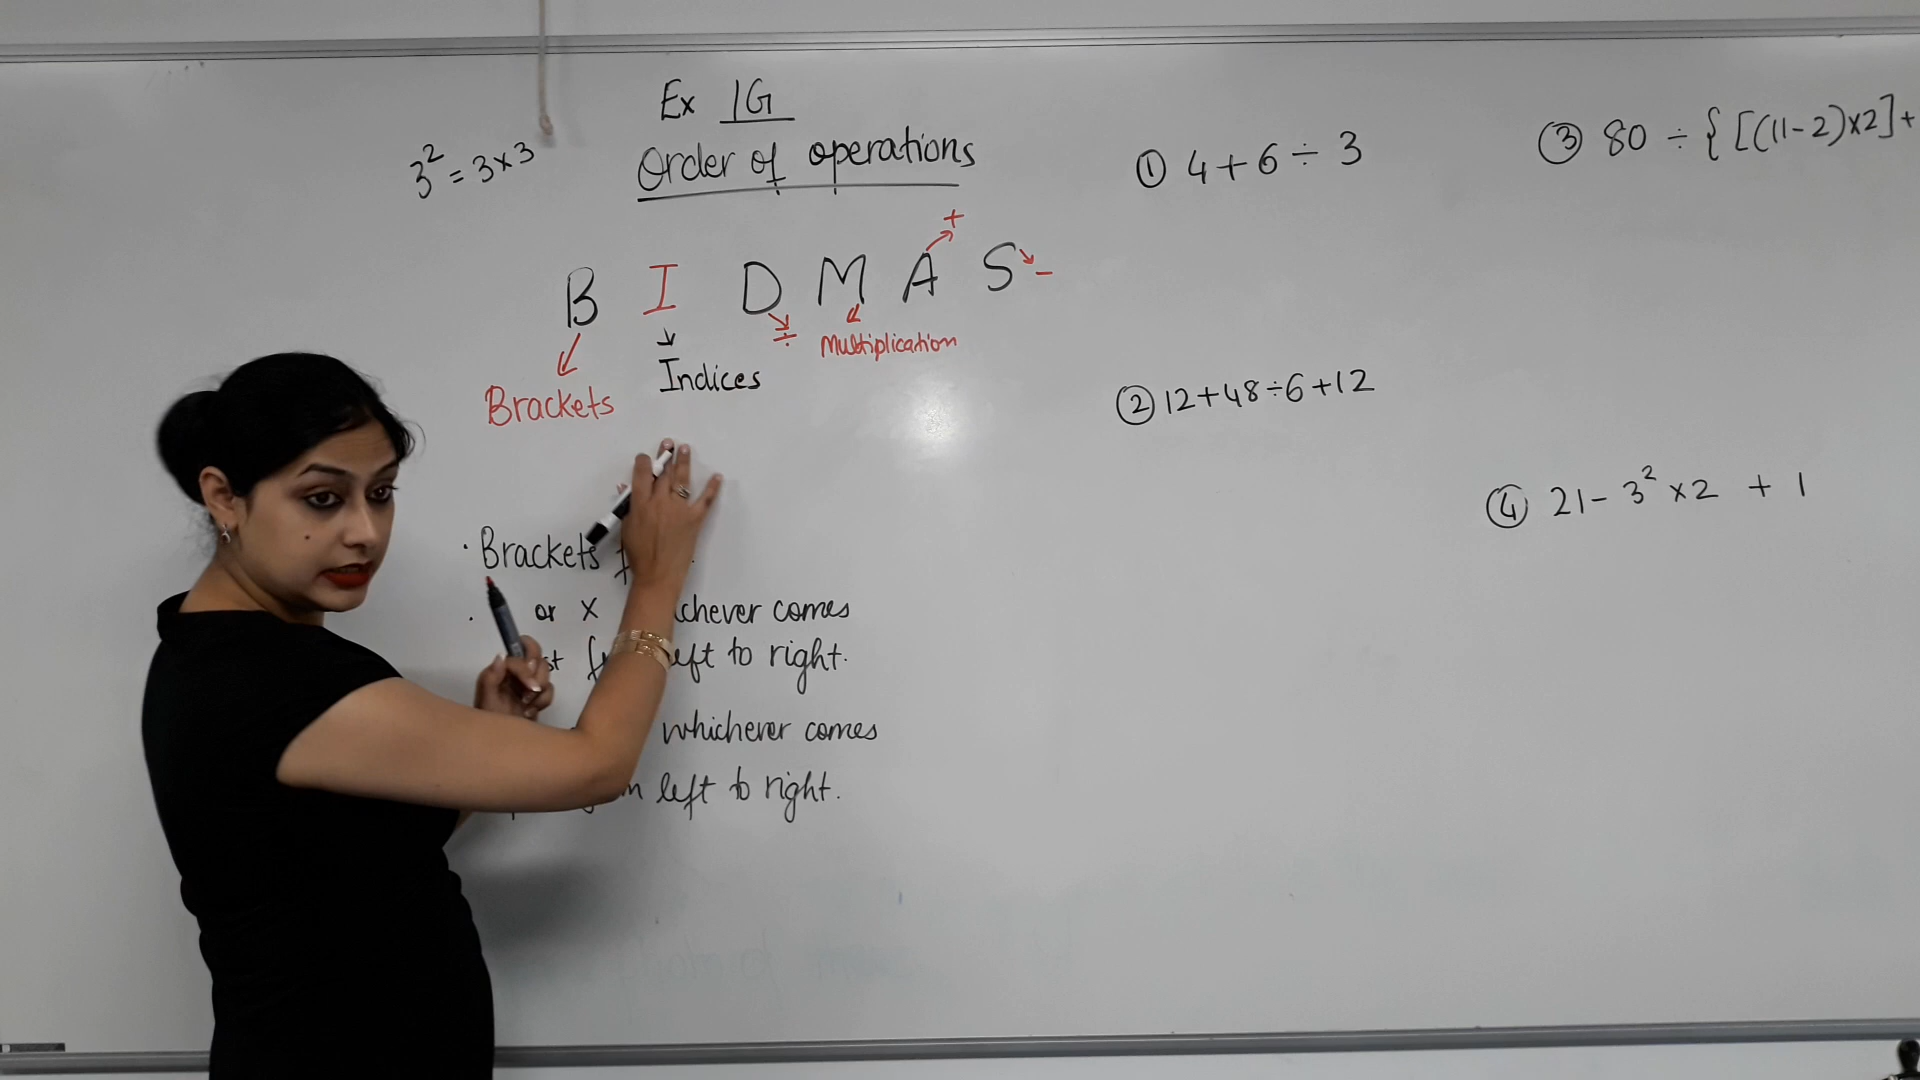 Ex 1G
Order of operations
3² = 3×3
B I D M A S
+
-
÷
Multiplication
Indices
Brackets
· Brackets
· or × whichever comes
left to right.
whichever comes
left to right.
① 4 + 6 ÷ 3
② 12 + 48 ÷ 6 + 12
③ 80 ÷ { [(11-2)×2] +
④ 21 - 3² × 2 + 1